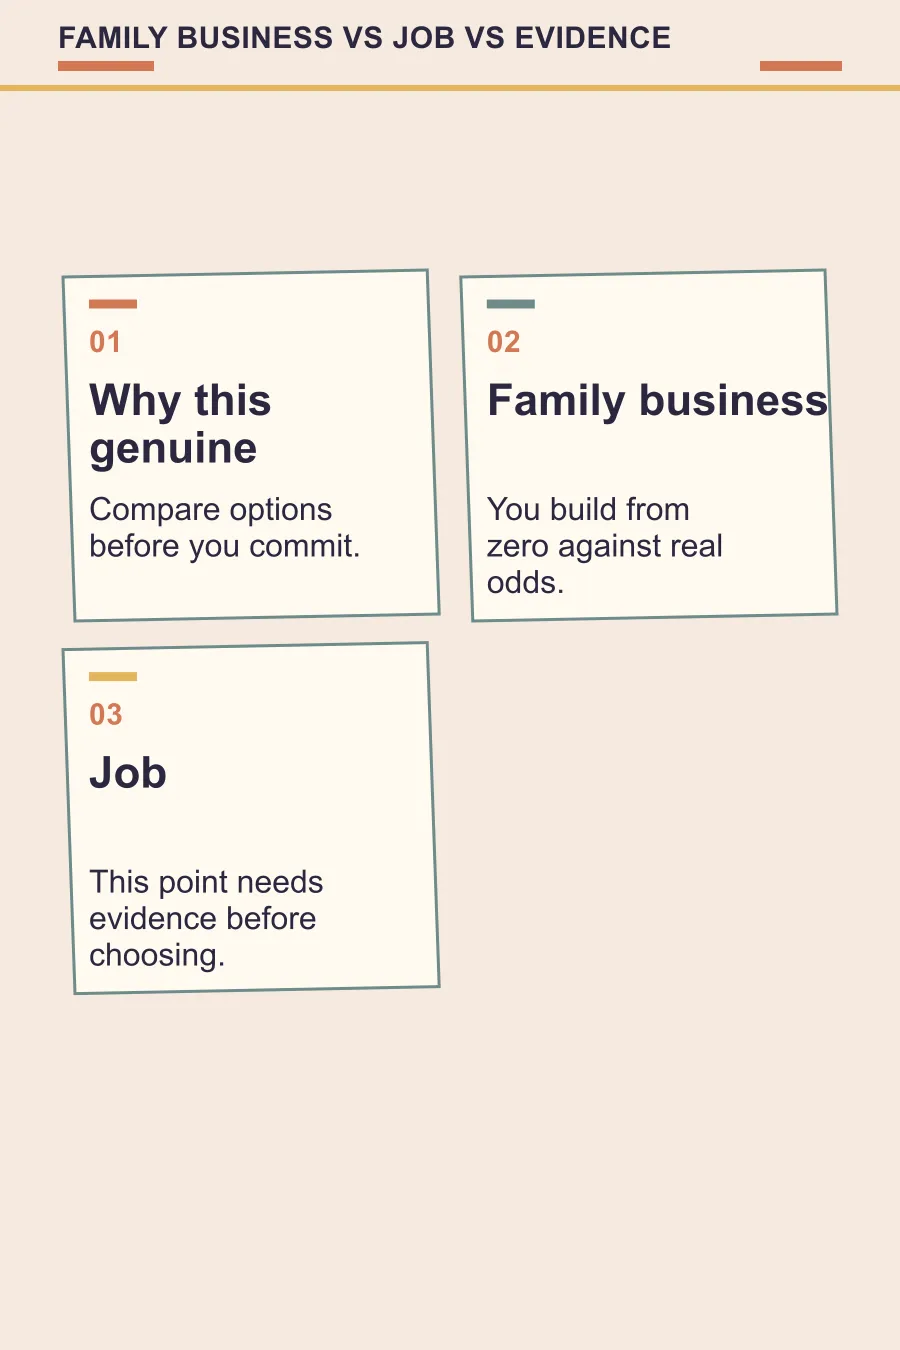 FAMILY BUSINESS VS JOB VS EVIDENCE
01
Why this
genuine
Compare options
before you commit.
02
Family business
You build from
zero against real
odds.
03
Job
This point needs
evidence before
choosing.